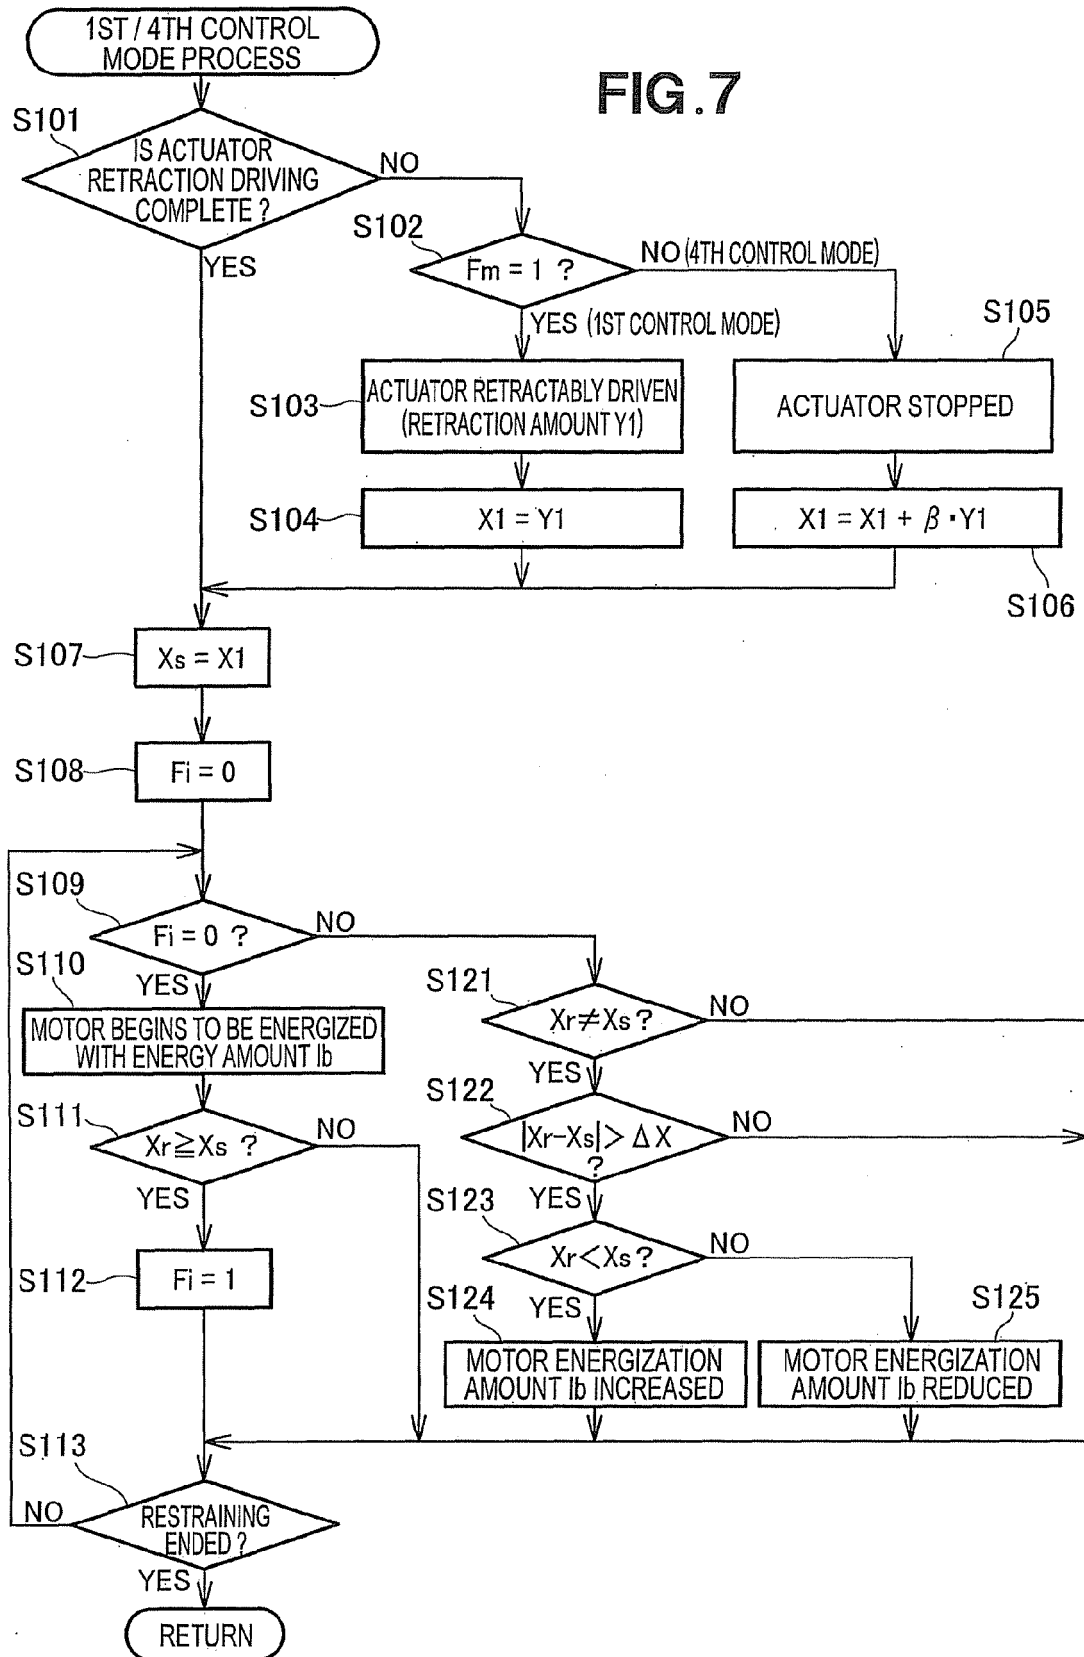 1ST / 4TH CONTROL
MODE PROCESS
FIG.7
S101
IS ACTUATOR
RETRACTION DRIVING
COMPLETE ?
NO
YES
S102
Fm = 1 ?
NO (4TH CONTROL MODE)
YES (1ST CONTROL MODE)
S103
ACTUATOR RETRACTABLY DRIVEN
(RETRACTION AMOUNT Y1)
S105
ACTUATOR STOPPED
S104
X1 = Y1
X1 = X1 + β・Y1
S106
S107
Xs = X1
S108
Fi = 0
S109
Fi = 0 ?
NO
YES
S110
MOTOR BEGINS TO BE ENERGIZED
WITH ENERGY AMOUNT Ib
S121
Xr≠Xs ?
NO
YES
S111
Xr≧Xs ?
NO
YES
S122
|Xr−Xs| > Δ X
?
NO
YES
S112
Fi = 1
S123
Xr < Xs ?
NO
YES
S124
MOTOR ENERGIZATION
AMOUNT Ib INCREASED
S125
MOTOR ENERGIZATION
AMOUNT Ib REDUCED
S113
RESTRAINING
ENDED ?
NO
YES
RETURN